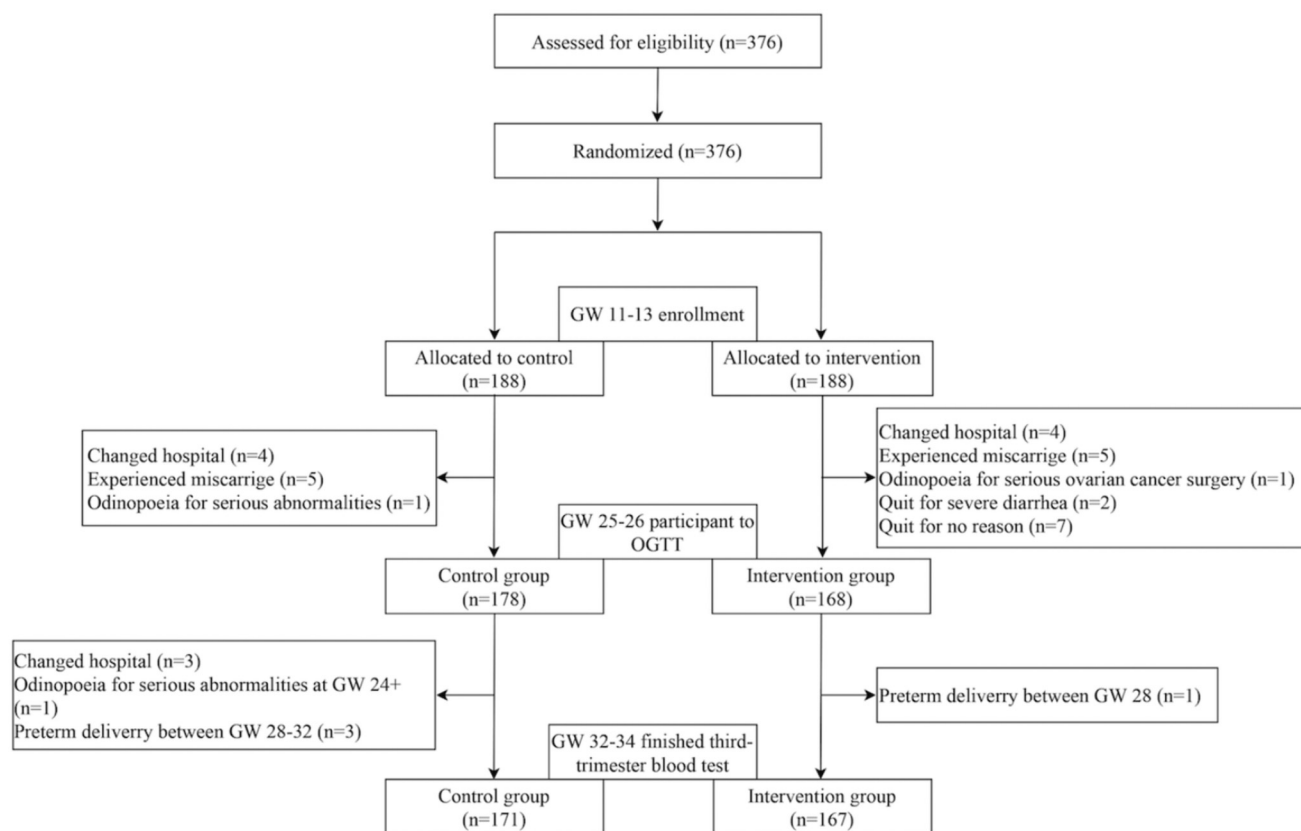 Assessed for eligibility (n=376)
Randomized (n=376)
GW 11-13 enrollment
Allocated to control
(n=188)
Allocated to intervention
(n=188)
Changed hospital (n=4)
Experienced miscarrige (n=5)
Odinopoeia for serious abnormalities (n=1)
Changed hospital (n=4)
Experienced miscarrige (n=5)
Odinopoeia for serious ovarian cancer surgery (n=1)
Quit for severe diarrhea (n=2)
Quit for no reason (n=7)
GW 25-26 participant to
OGTT
Control group
(n=178)
Intervention group
(n=168)
Changed hospital (n=3)
Odinopoeia for serious abnormalities at GW 24+
(n=1)
Preterm deliverry between GW 28-32 (n=3)
Preterm deliverry between GW 28 (n=1)
GW 32-34 finished third-
trimester blood test
Control group
(n=171)
Intervention group
(n=167)